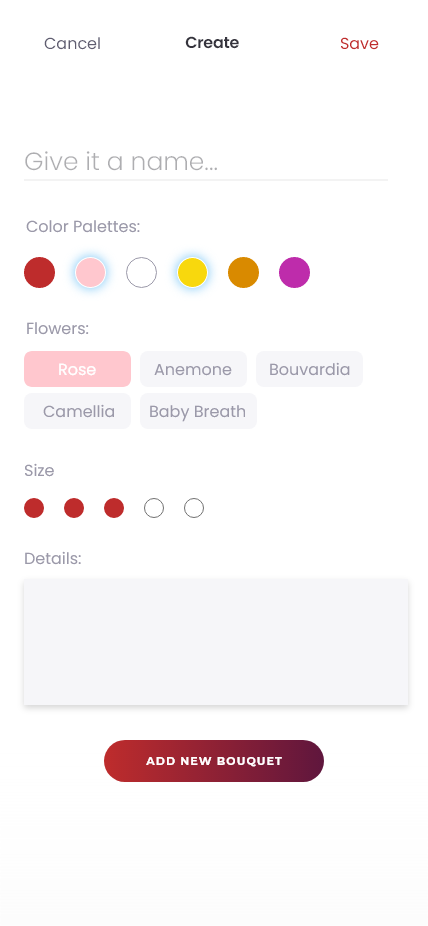 Cancel Create Save
Give it a name...
Color Palettes:
Flowers:
Rose Anemone Bouvardia
Camellia Baby Breath
Size
Details:
ADD NEW BOUQUET